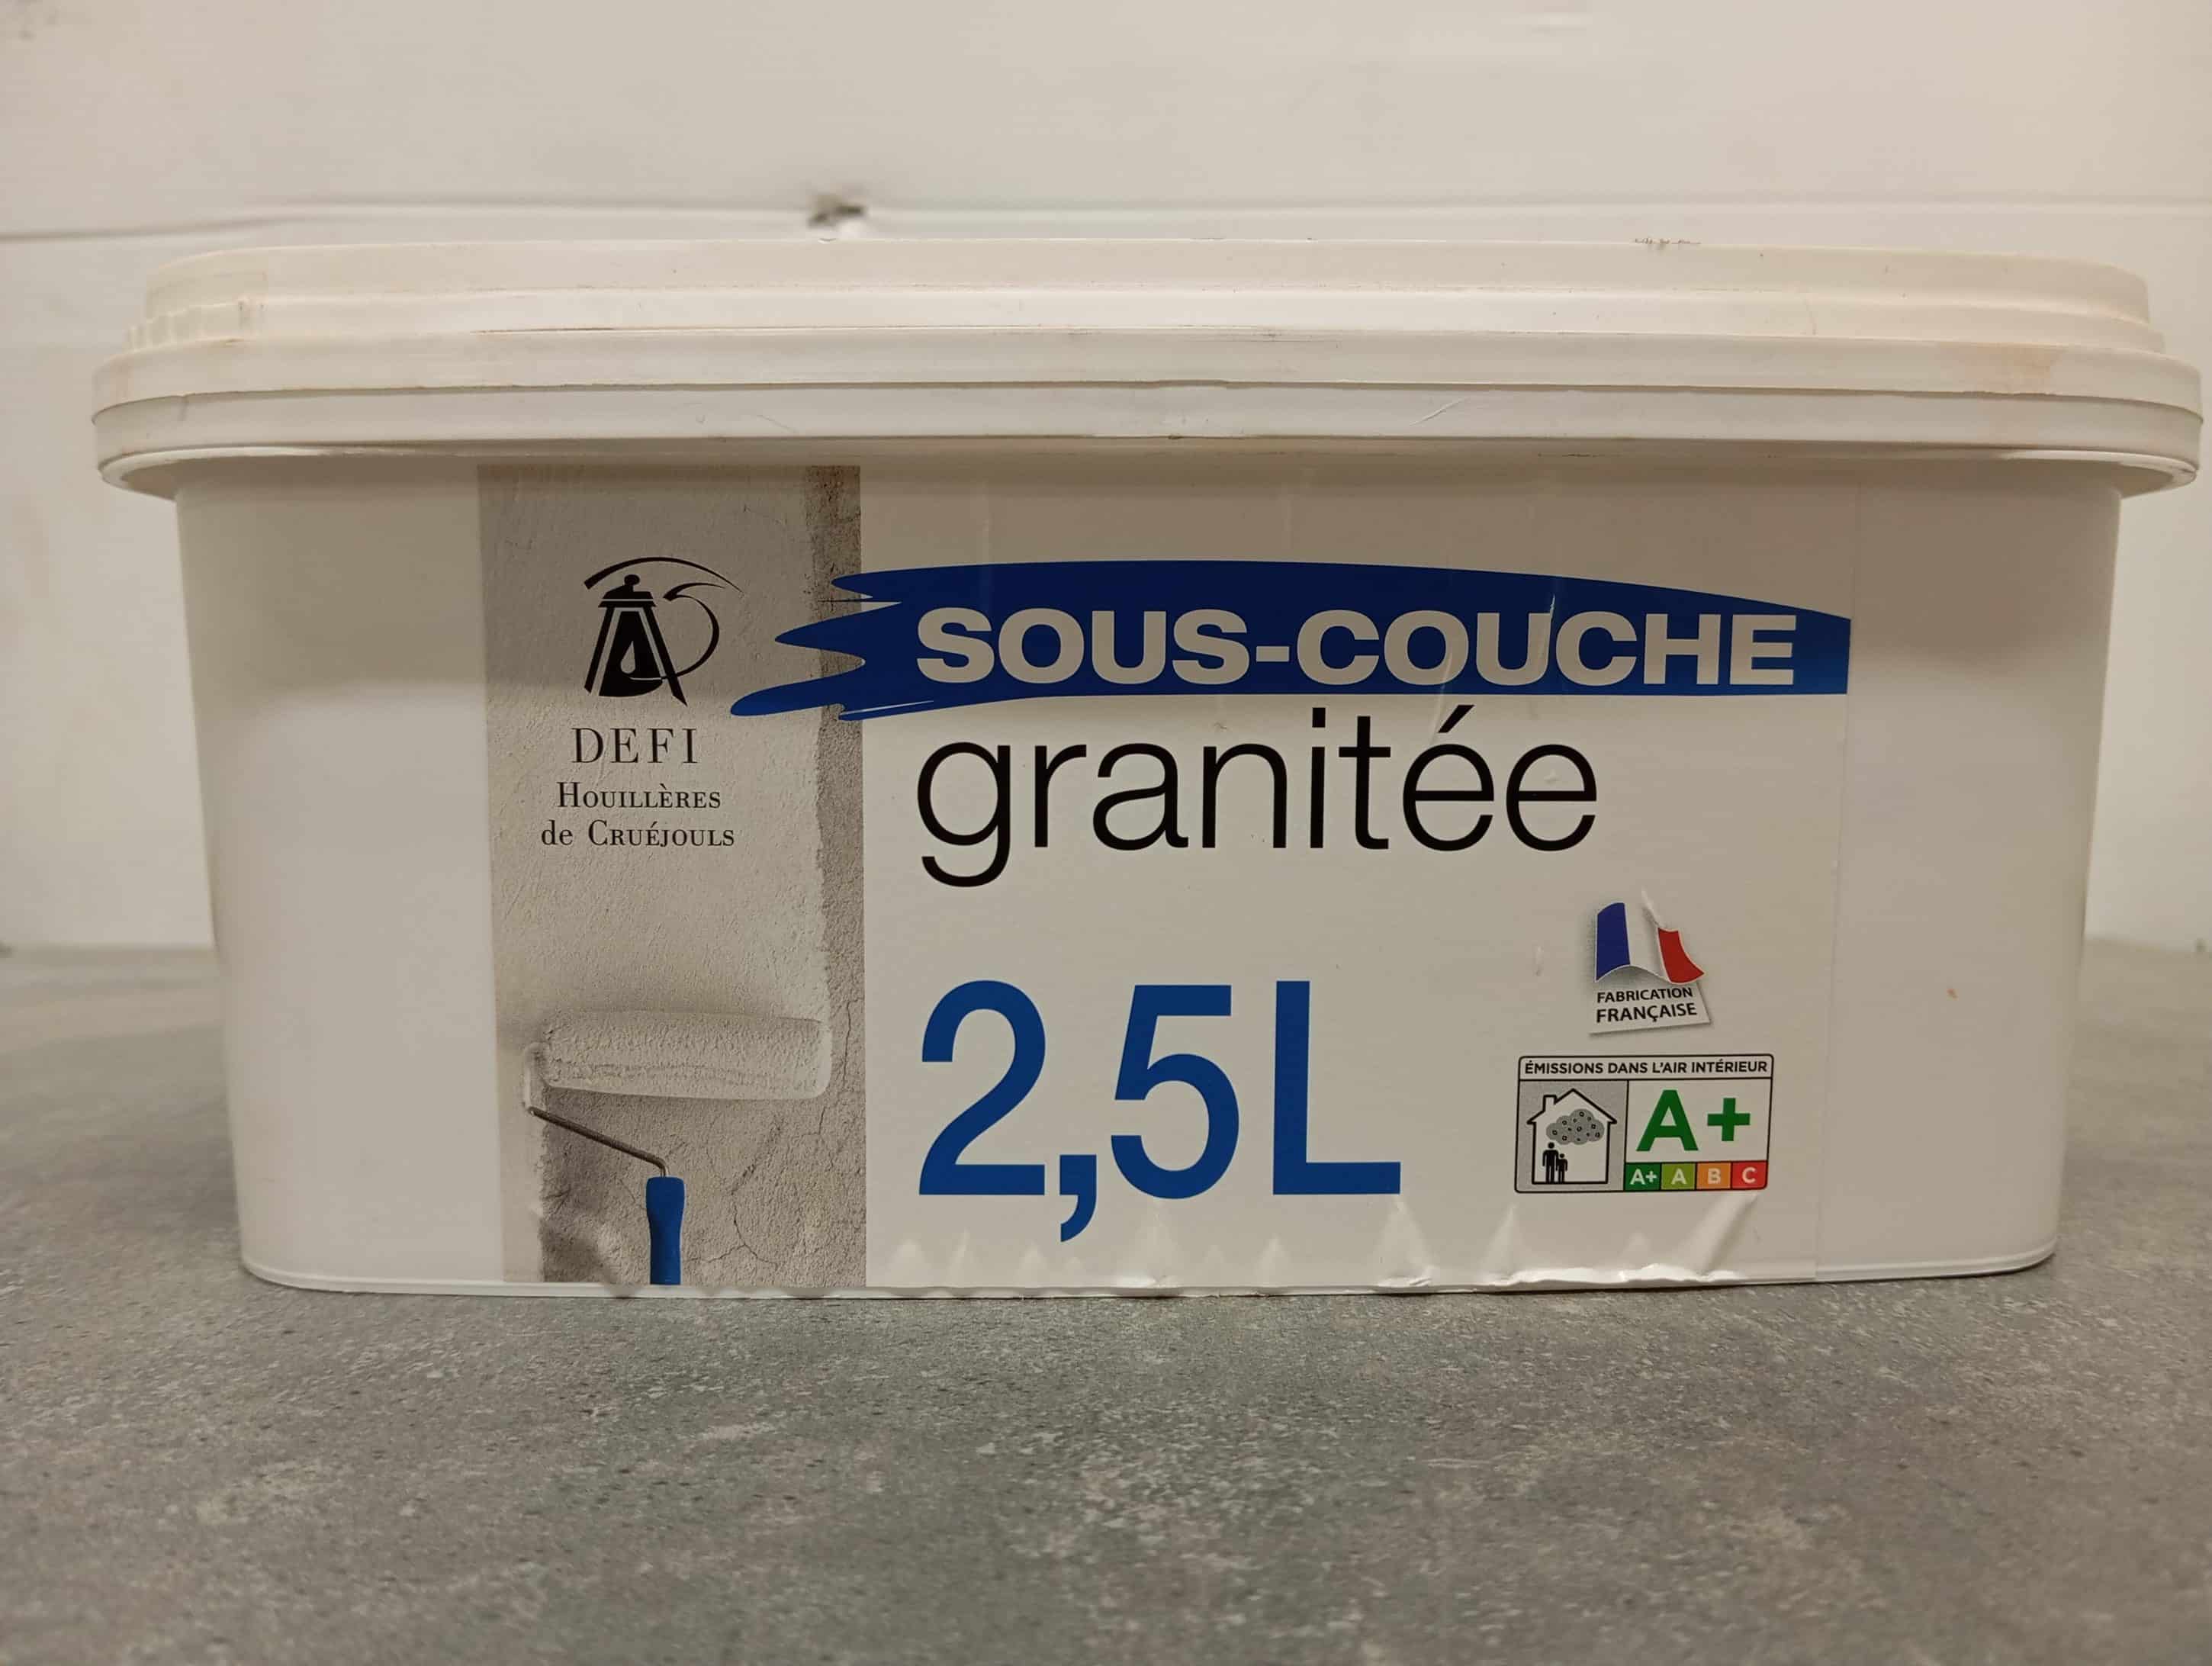 DEFI
HOUILLÈRES
de CRUÉJOULS
SOUS-COUCHE
granitée
2,5L
FABRICATION
FRANÇAISE
ÉMISSIONS DANS L'AIR INTÉRIEUR
A+
A+ A B C